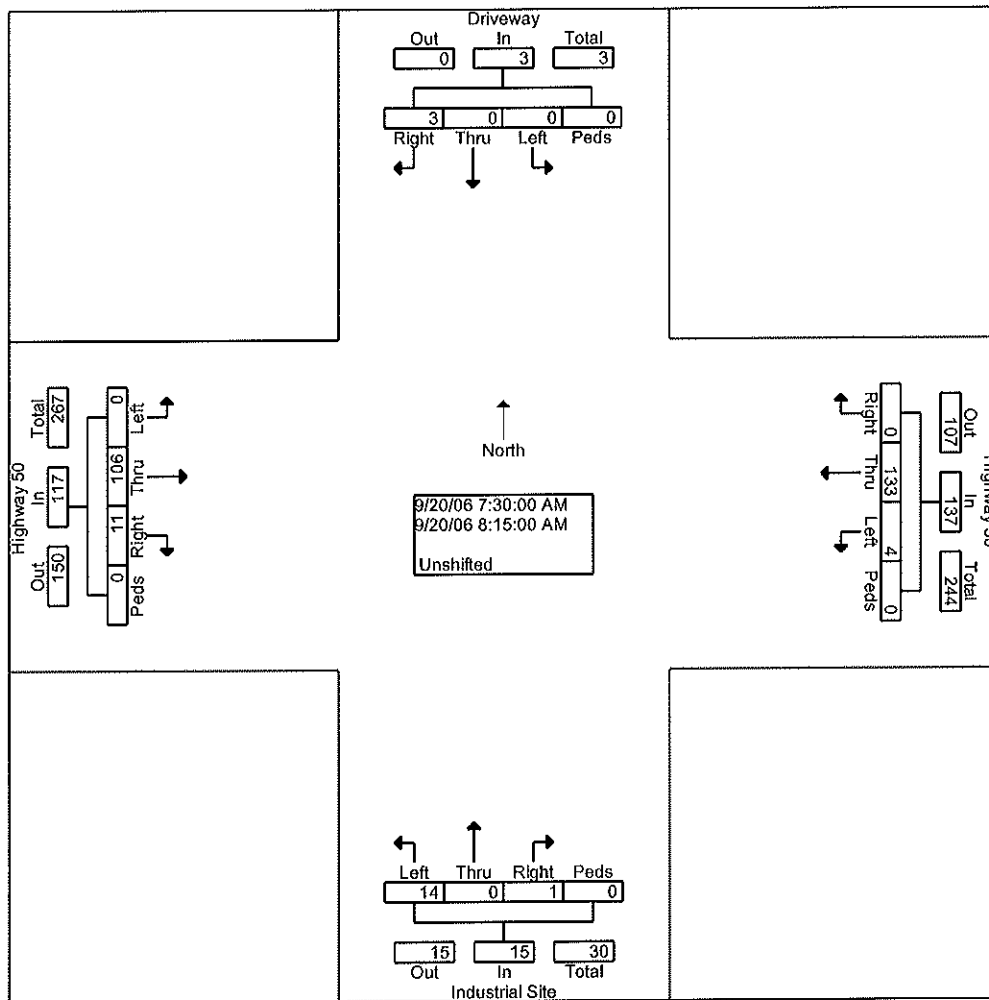 Driveway
Out In Total
0 3 3
3 0 0 0
Right Thru Left Peds
Highway 50
Total In Out
267 117 150
0 106 11 0
Left Thru Right Peds
North
9/20/06 7:30:00 AM
9/20/06 8:15:00 AM
Unshifted
Right Thru Left Peds
0 133 4 0
Out In Total
107 137 244
Highway 50
Left Thru Right Peds
14 0 1 0
15 15 30
Out In Total
Industrial Site